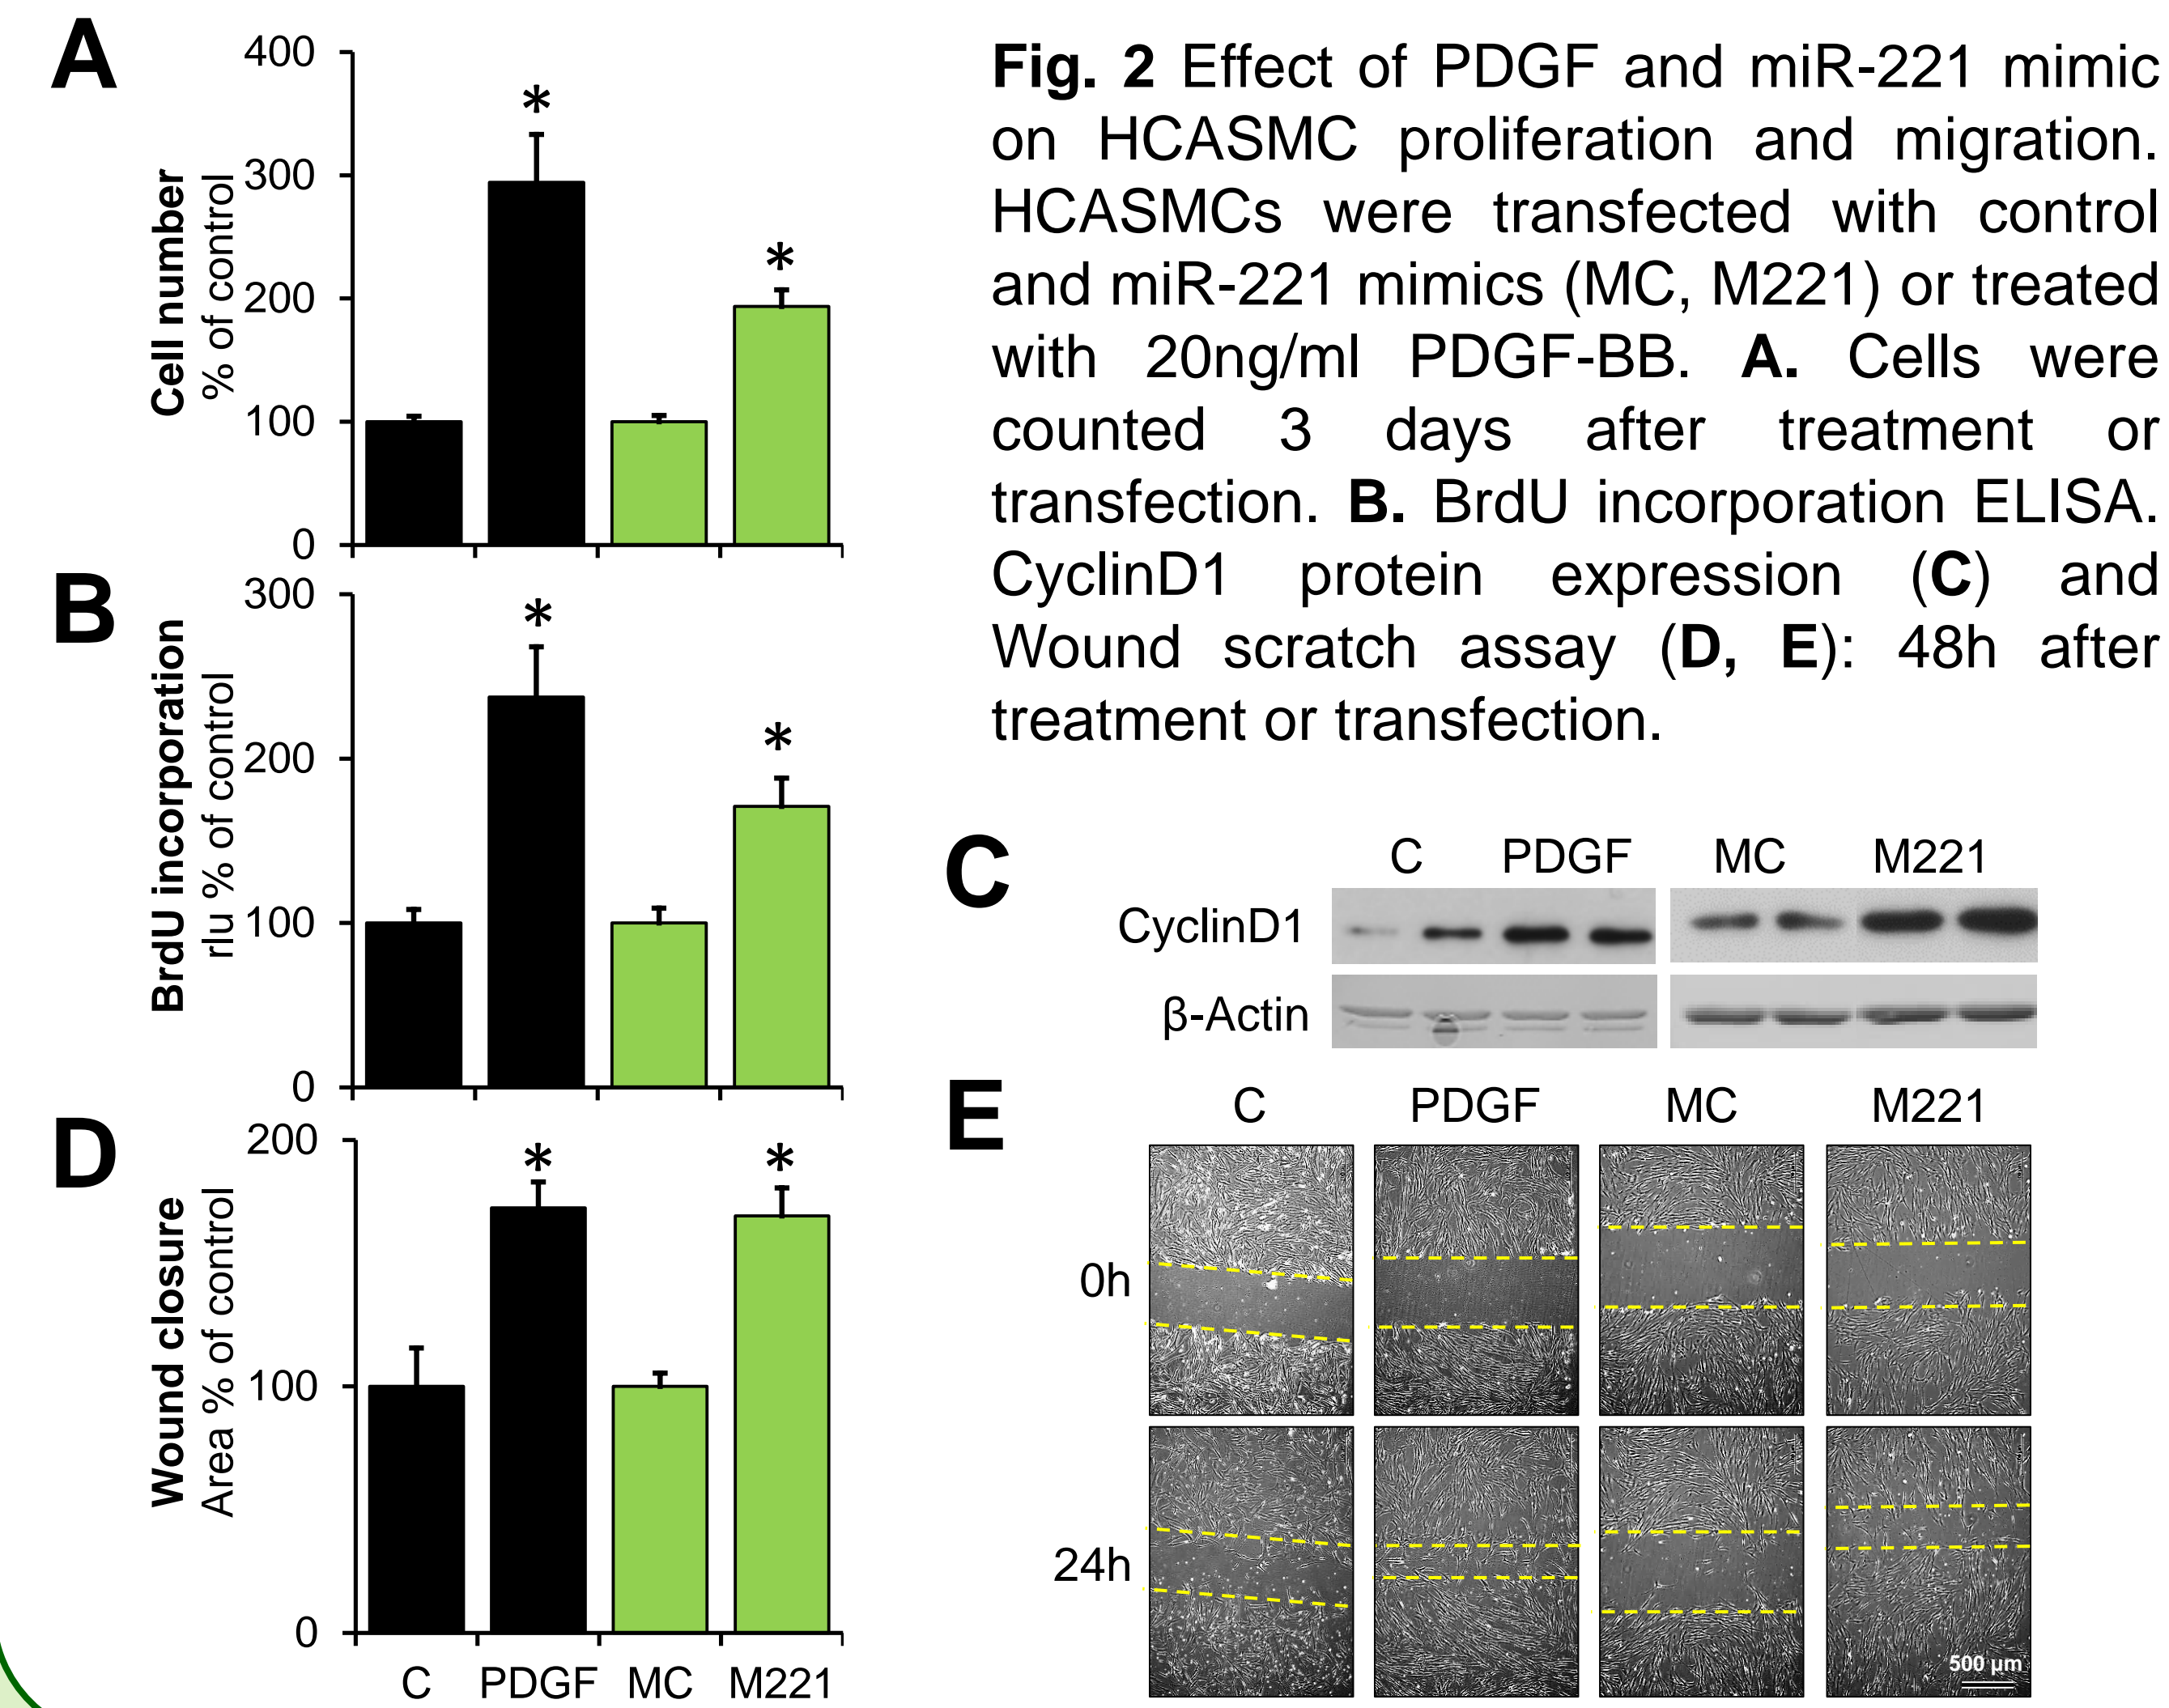 A
400
300
200
100
0
Cell number
% of control
*
*
Fig. 2 Effect of PDGF and miR-221 mimic
on HCASMC proliferation and migration.
HCASMCs were transfected with control
and miR-221 mimics (MC, M221) or treated
with 20ng/ml PDGF-BB. A. Cells were
counted 3 days after treatment or
transfection. B. BrdU incorporation ELISA.
CyclinD1 protein expression (C) and
Wound scratch assay (D, E): 48h after
treatment or transfection.
B
300
200
100
0
BrdU incorporation
rlu % of control
*
*
C
C PDGF MC M221
CyclinD1
β-Actin
D
200
100
0
Wound closure
Area % of control
*
*
C PDGF MC M221
E
C PDGF MC M221
0h
24h
500 µm